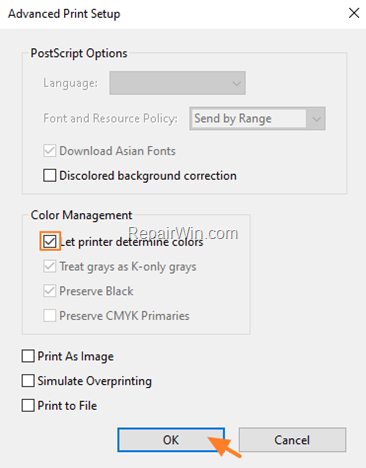 Advanced Print Setup
PostScript Options
Language:
Font and Resource Policy: Send by Range
Download Asian Fonts
Discolored background correction
Color Management
Let printer determine colors
RepairWin.com
Treat grays as K-only grays
Preserve Black
Preserve CMYK Primaries
Print As Image
Simulate Overprinting
Print to File
OK Cancel